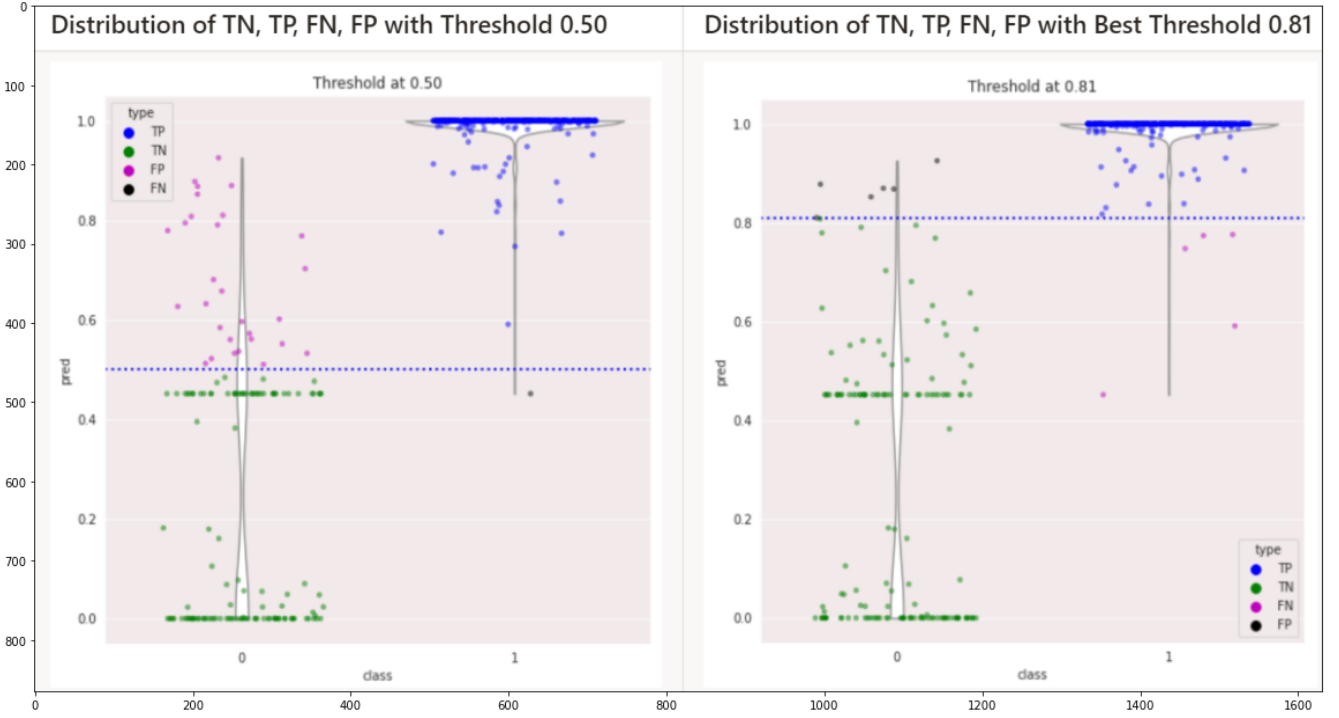 Distribution of TN, TP, FN, FP with Threshold 0.50
Distribution of TN, TP, FN, FP with Best Threshold 0.81
Threshold at 0.50
type
TP
TN
FP
FN
1.0
0.8
0.6
0.4
0.2
0.0
pred
0
1
class
Threshold at 0.81
1.0
0.8
0.6
0.4
0.2
0.0
pred
type
TP
TN
FN
FP
0
1
class
0
100
200
300
400
500
600
700
800
0
200
400
600
800
1000
1200
1400
1600